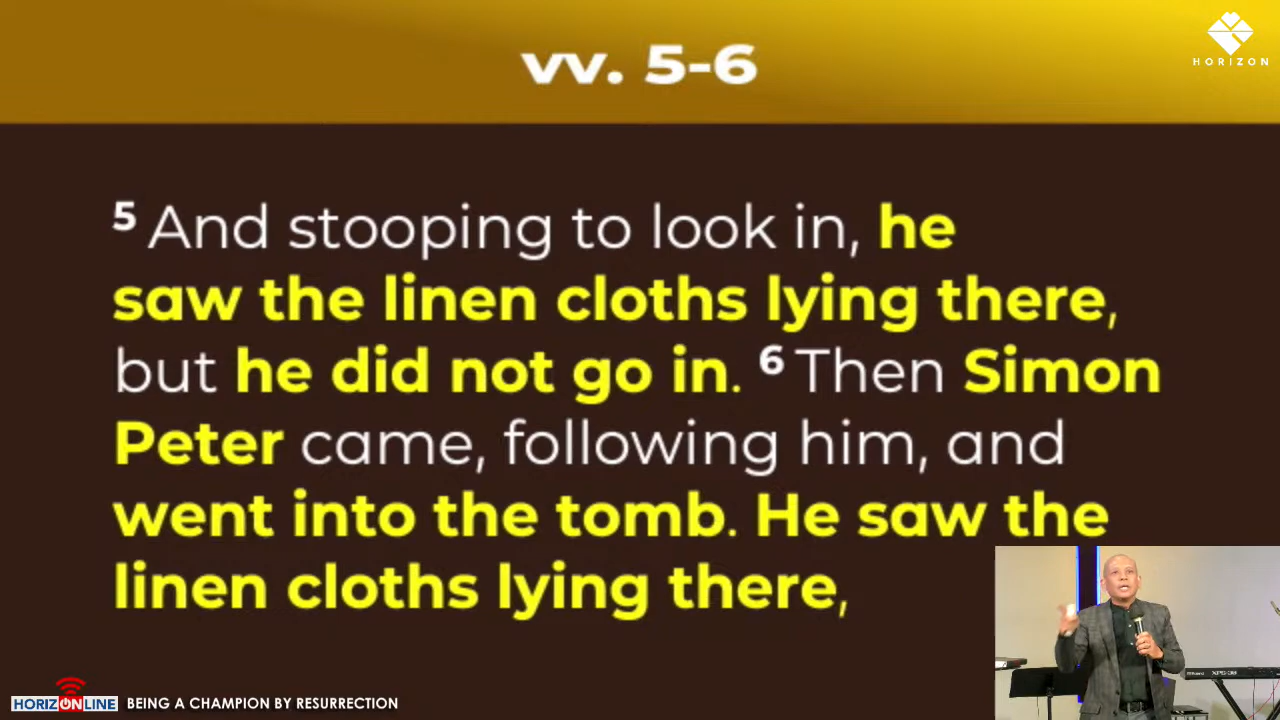 vv. 5-6
HORIZON
5 And stooping to look in, he
saw the linen cloths lying there,
but he did not go in. 6 Then Simon
Peter came, following him, and
went into the tomb. He saw the
linen cloths lying there,
HORIZONLINE BEING A CHAMPION BY RESURRECTION